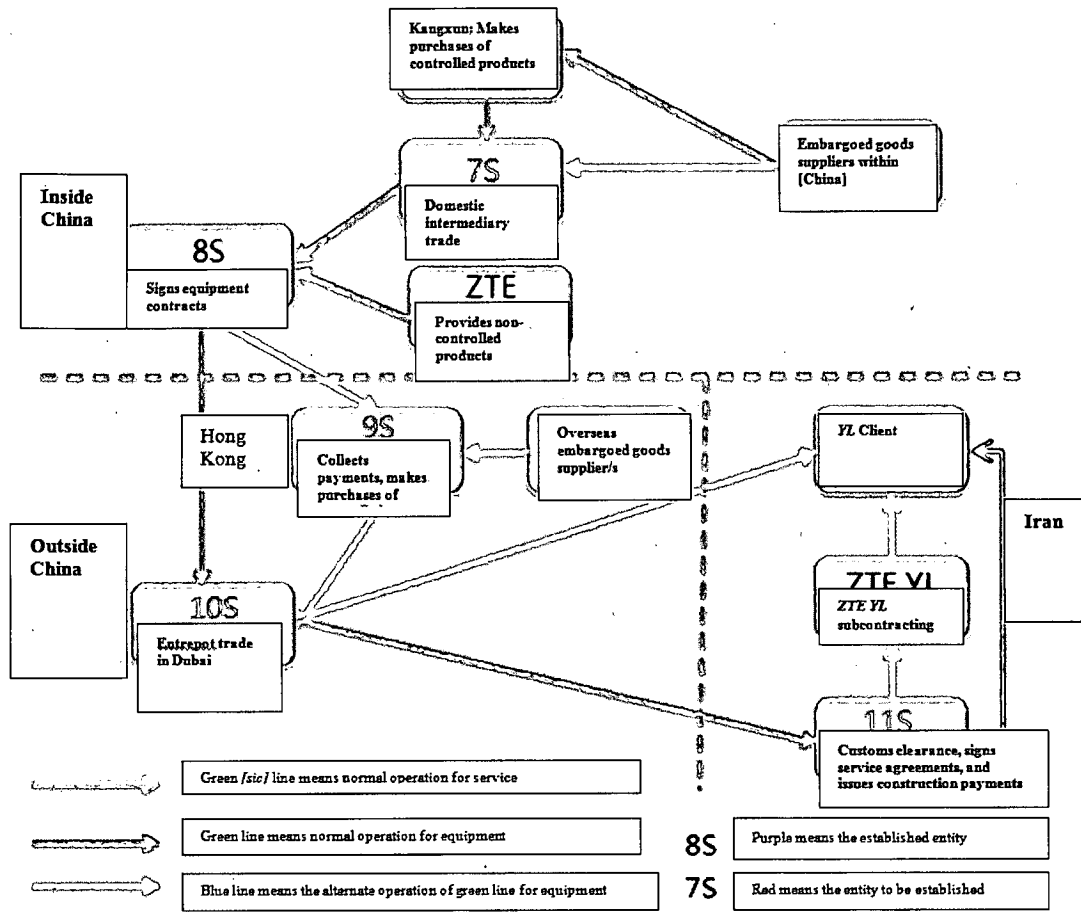 Kangxun; Makes
purchases of
controlled products
Embargoed goods
suppliers within
[China]
7S
Domestic
intermediary
trade
Inside
China
8S
Signs equipment
contracts
ZTE
Provides non-
controlled
products
Hong
Kong
9S
Collects
payments, makes
purchases of
Overseas
embargoed goods
supplier/s
YL Client
Iran
Outside
China
10S
Entrepot trade
in Dubai
ZTE YL
ZTE YL
subcontracting
11S
Customs clearance, signs
service agreements, and
issues construction payments
Green [sic] line means normal operation for service
Green line means normal operation for equipment
Blue line means the alternate operation of green line for equipment
8S
Purple means the established entity
7S
Red means the entity to be established